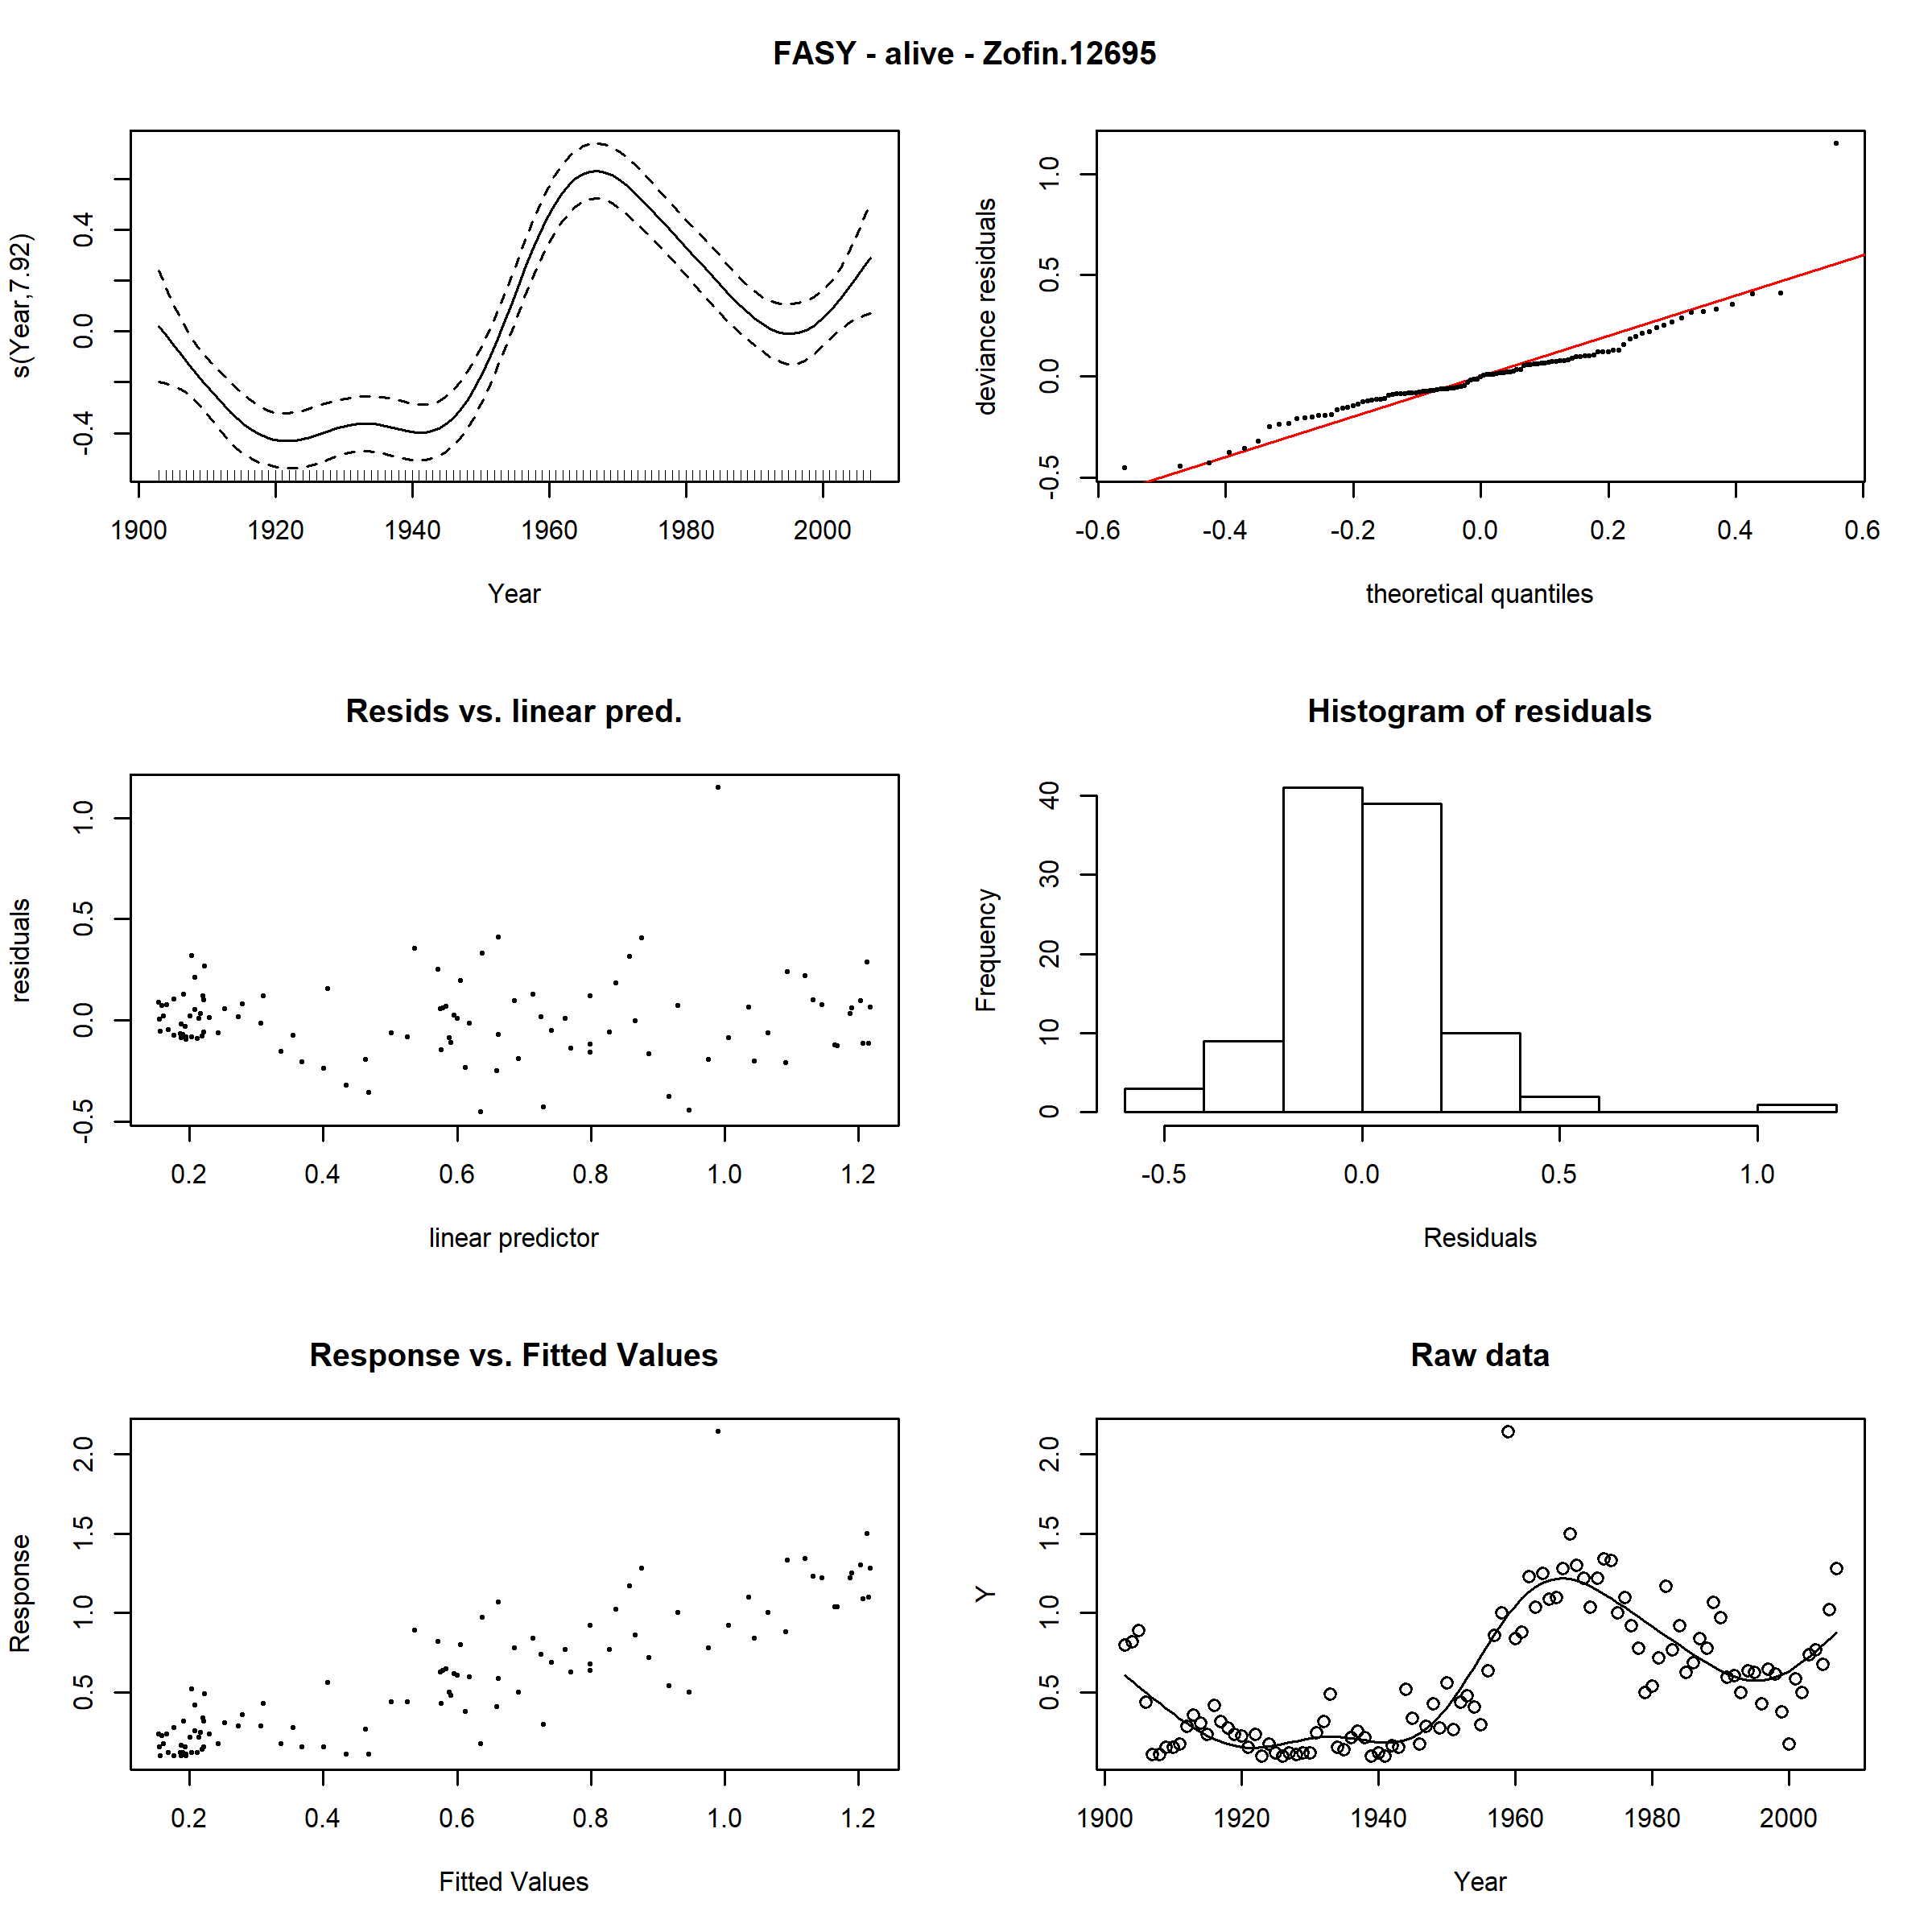 FASY - alive - Zofin.12695
s(Year,7.92)
-0.4 0.0 0.4
1900 1920 1940 1960 1980 2000
Year
deviance residuals
-0.5 0.0 0.5 1.0
-0.6 -0.4 -0.2 0.0 0.2 0.4 0.6
theoretical quantiles
Resids vs. linear pred.
residuals
-0.5 0.0 0.5 1.0
0.2 0.4 0.6 0.8 1.0 1.2
linear predictor
Histogram of residuals
Frequency
0 10 20 30 40
-0.5 0.0 0.5 1.0
Residuals
Response vs. Fitted Values
Response
0.5 1.0 1.5 2.0
0.2 0.4 0.6 0.8 1.0 1.2
Fitted Values
Raw data
Y
0.5 1.0 1.5 2.0
1900 1920 1940 1960 1980 2000
Year